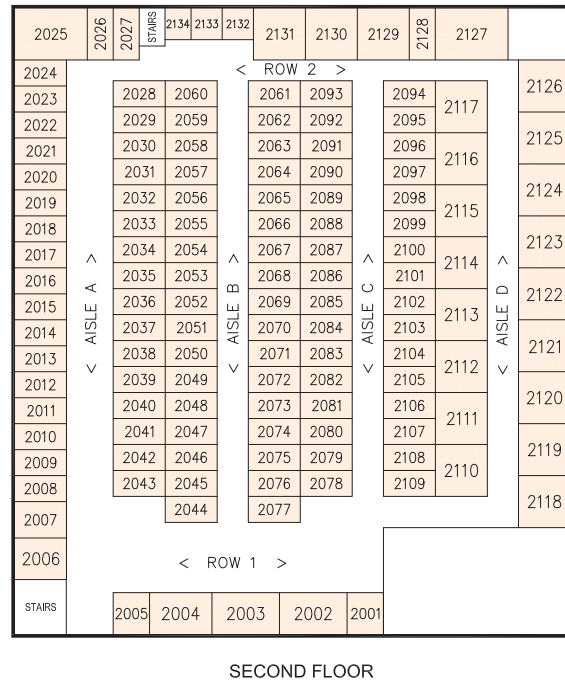 2025 2026 2027 STAIRS 2134 2133 2132 2131 2130 2129 2128 2127
< ROW 2 >
2024
2023 2028 2060 2061 2093 2094 2117 2126
2022 2029 2059 2062 2092 2095
2021 2030 2058 2063 2091 2096 2116 2125
2020 2031 2057 2064 2090 2097
2019 2032 2056 2065 2089 2098 2115 2124
2018 2033 2055 2066 2088 2099
2017 2034 2054 2067 2087 2100 2114 2123
2016 2035 2053 2068 2086 2101
2015 2036 2052 2069 2085 2102 2113 2122
2014 2037 2051 2070 2084 2103
2013 2038 2050 2071 2083 2104 2112 2121
2012 2039 2049 2072 2082 2105
2011 2040 2048 2073 2081 2106 2111 2120
2010 2041 2047 2074 2080 2107
2009 2042 2046 2075 2079 2108 2110 2119
2008 2043 2045 2076 2078 2109
2007 2044 2077 2118
< AISLE A >
< AISLE B >
< AISLE C >
< AISLE D >
2006
< ROW 1 >
STAIRS 2005 2004 2003 2002 2001
SECOND FLOOR